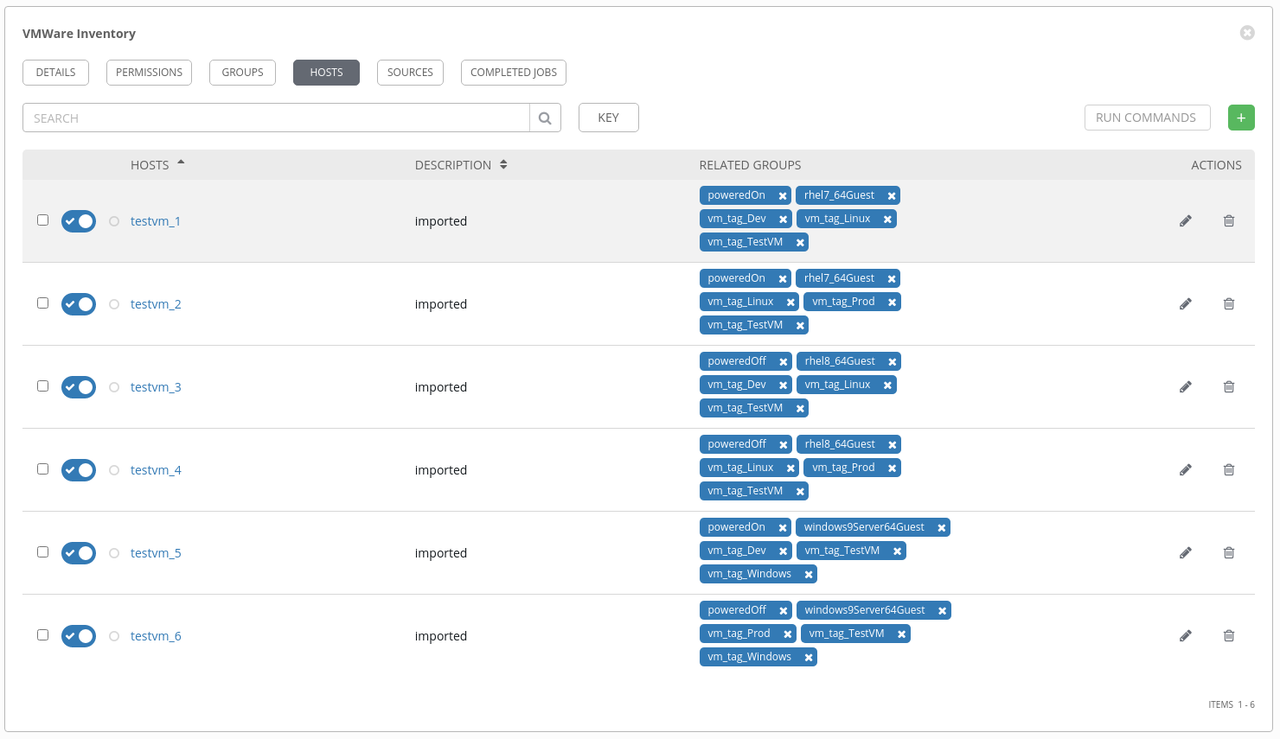 VMWare Inventory
DETAILS PERMISSIONS GROUPS HOSTS SOURCES COMPLETED JOBS
SEARCH KEY RUN COMMANDS +
HOSTS DESCRIPTION RELATED GROUPS ACTIONS
poweredOn rhel7_64Guest
testvm_1 imported vm_tag_Dev vm_tag_Linux
vm_tag_TestVM
poweredOn rhel7_64Guest
testvm_2 imported vm_tag_Linux vm_tag_Prod
vm_tag_TestVM
poweredOff rhel8_64Guest
testvm_3 imported vm_tag_Dev vm_tag_Linux
vm_tag_TestVM
poweredOff rhel8_64Guest
testvm_4 imported vm_tag_Linux vm_tag_Prod
vm_tag_TestVM
poweredOn windows9Server64Guest
testvm_5 imported vm_tag_Dev vm_tag_TestVM
vm_tag_Windows
poweredOff windows9Server64Guest
testvm_6 imported vm_tag_Prod vm_tag_TestVM
vm_tag_Windows
ITEMS 1 - 6